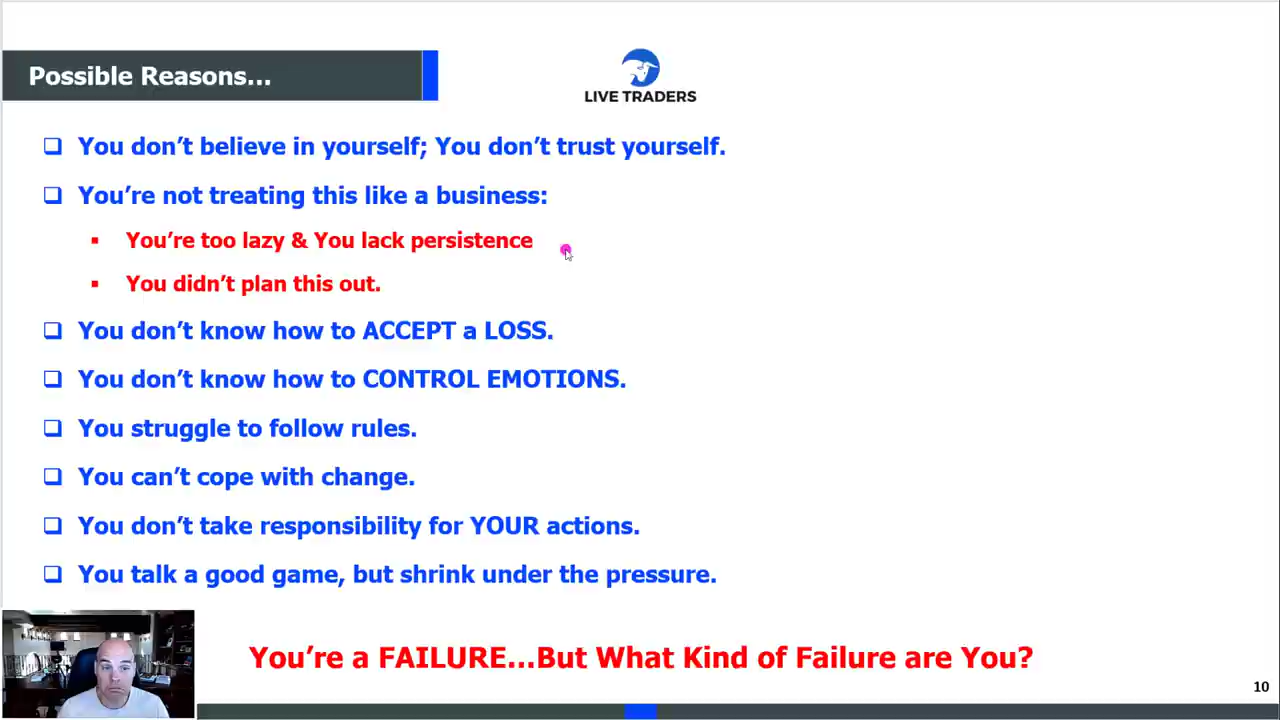 Possible Reasons...
LIVE TRADERS
You don't believe in yourself; You don't trust yourself.
You're not treating this like a business:
You're too lazy & You lack persistence
You didn't plan this out.
You don't know how to ACCEPT a LOSS.
You don't know how to CONTROL EMOTIONS.
You struggle to follow rules.
You can't cope with change.
You don't take responsibility for YOUR actions.
You talk a good game, but shrink under the pressure.
You're a FAILURE...But What Kind of Failure are You?
10